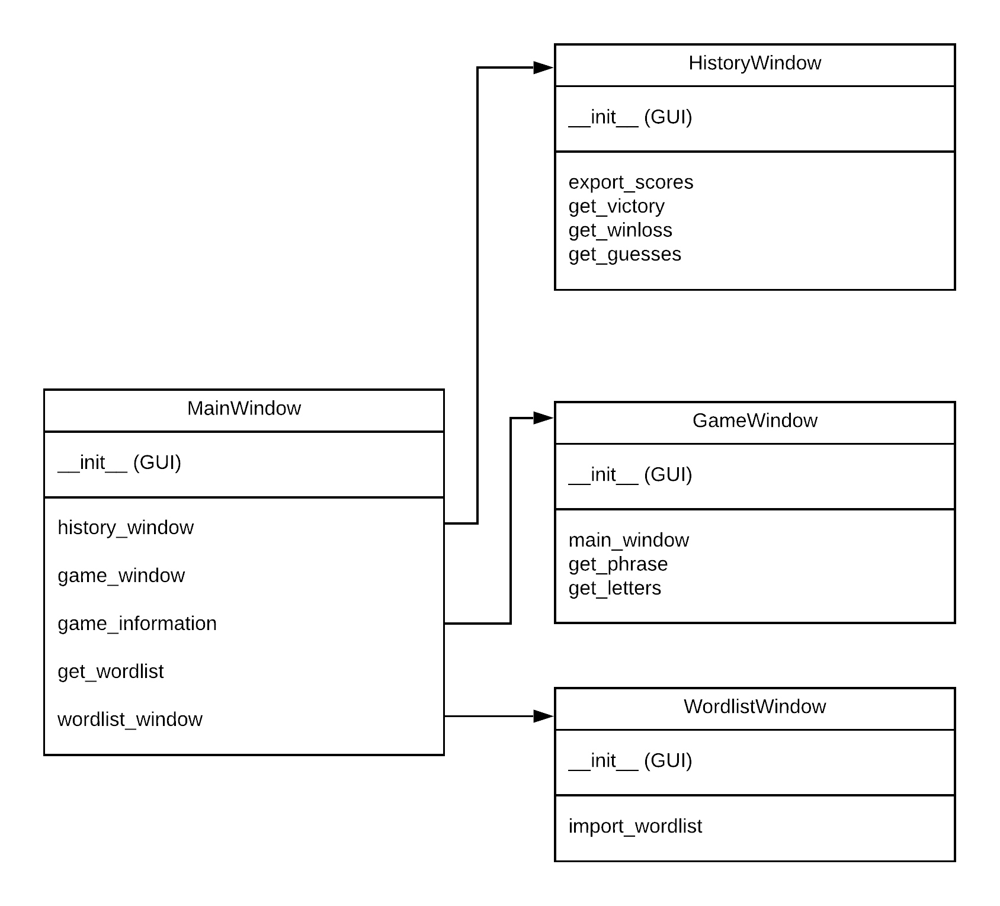 HistoryWindow
__init__ (GUI)
export_scores
get_victory
get_winloss
get_guesses
MainWindow
__init__ (GUI)
history_window
game_window
game_information
get_wordlist
wordlist_window
GameWindow
__init__ (GUI)
main_window
get_phrase
get_letters
WordlistWindow
__init__ (GUI)
import_wordlist